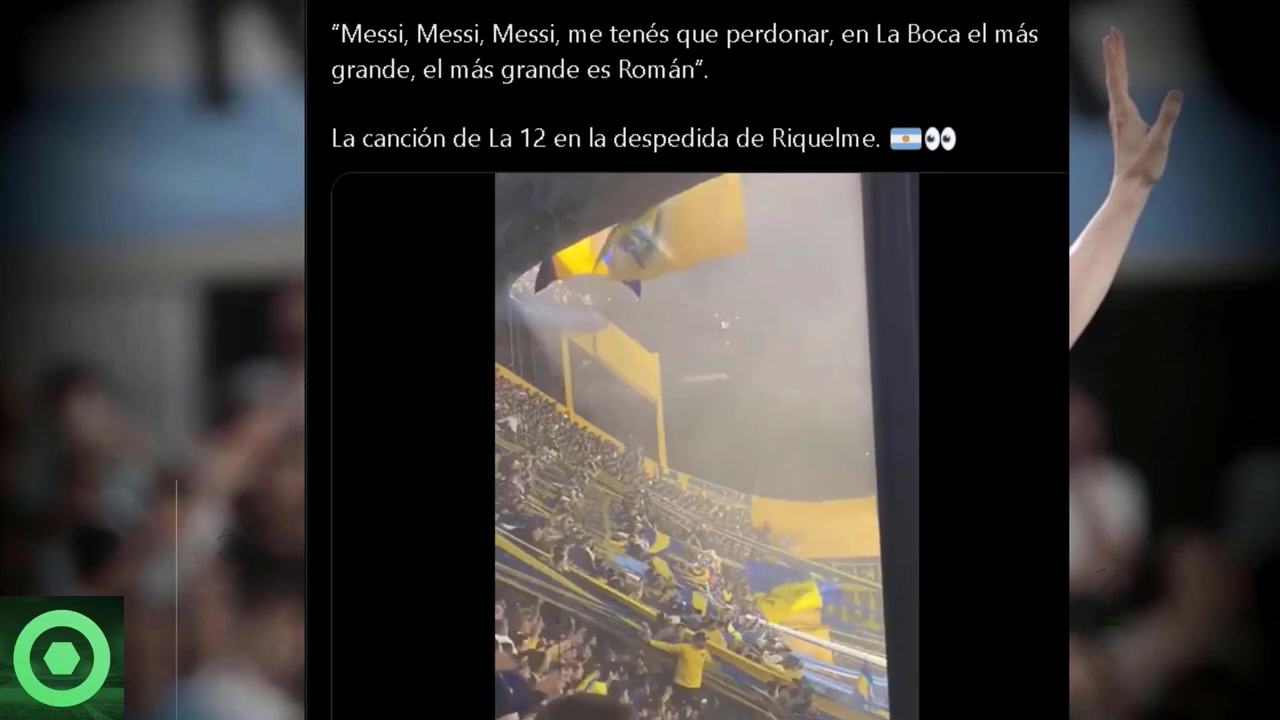 “Messi, Messi, Messi, me tenés que perdonar, en La Boca el más
grande, el más grande es Román”.
La canción de La 12 en la despedida de Riquelme. 🇦🇷👀